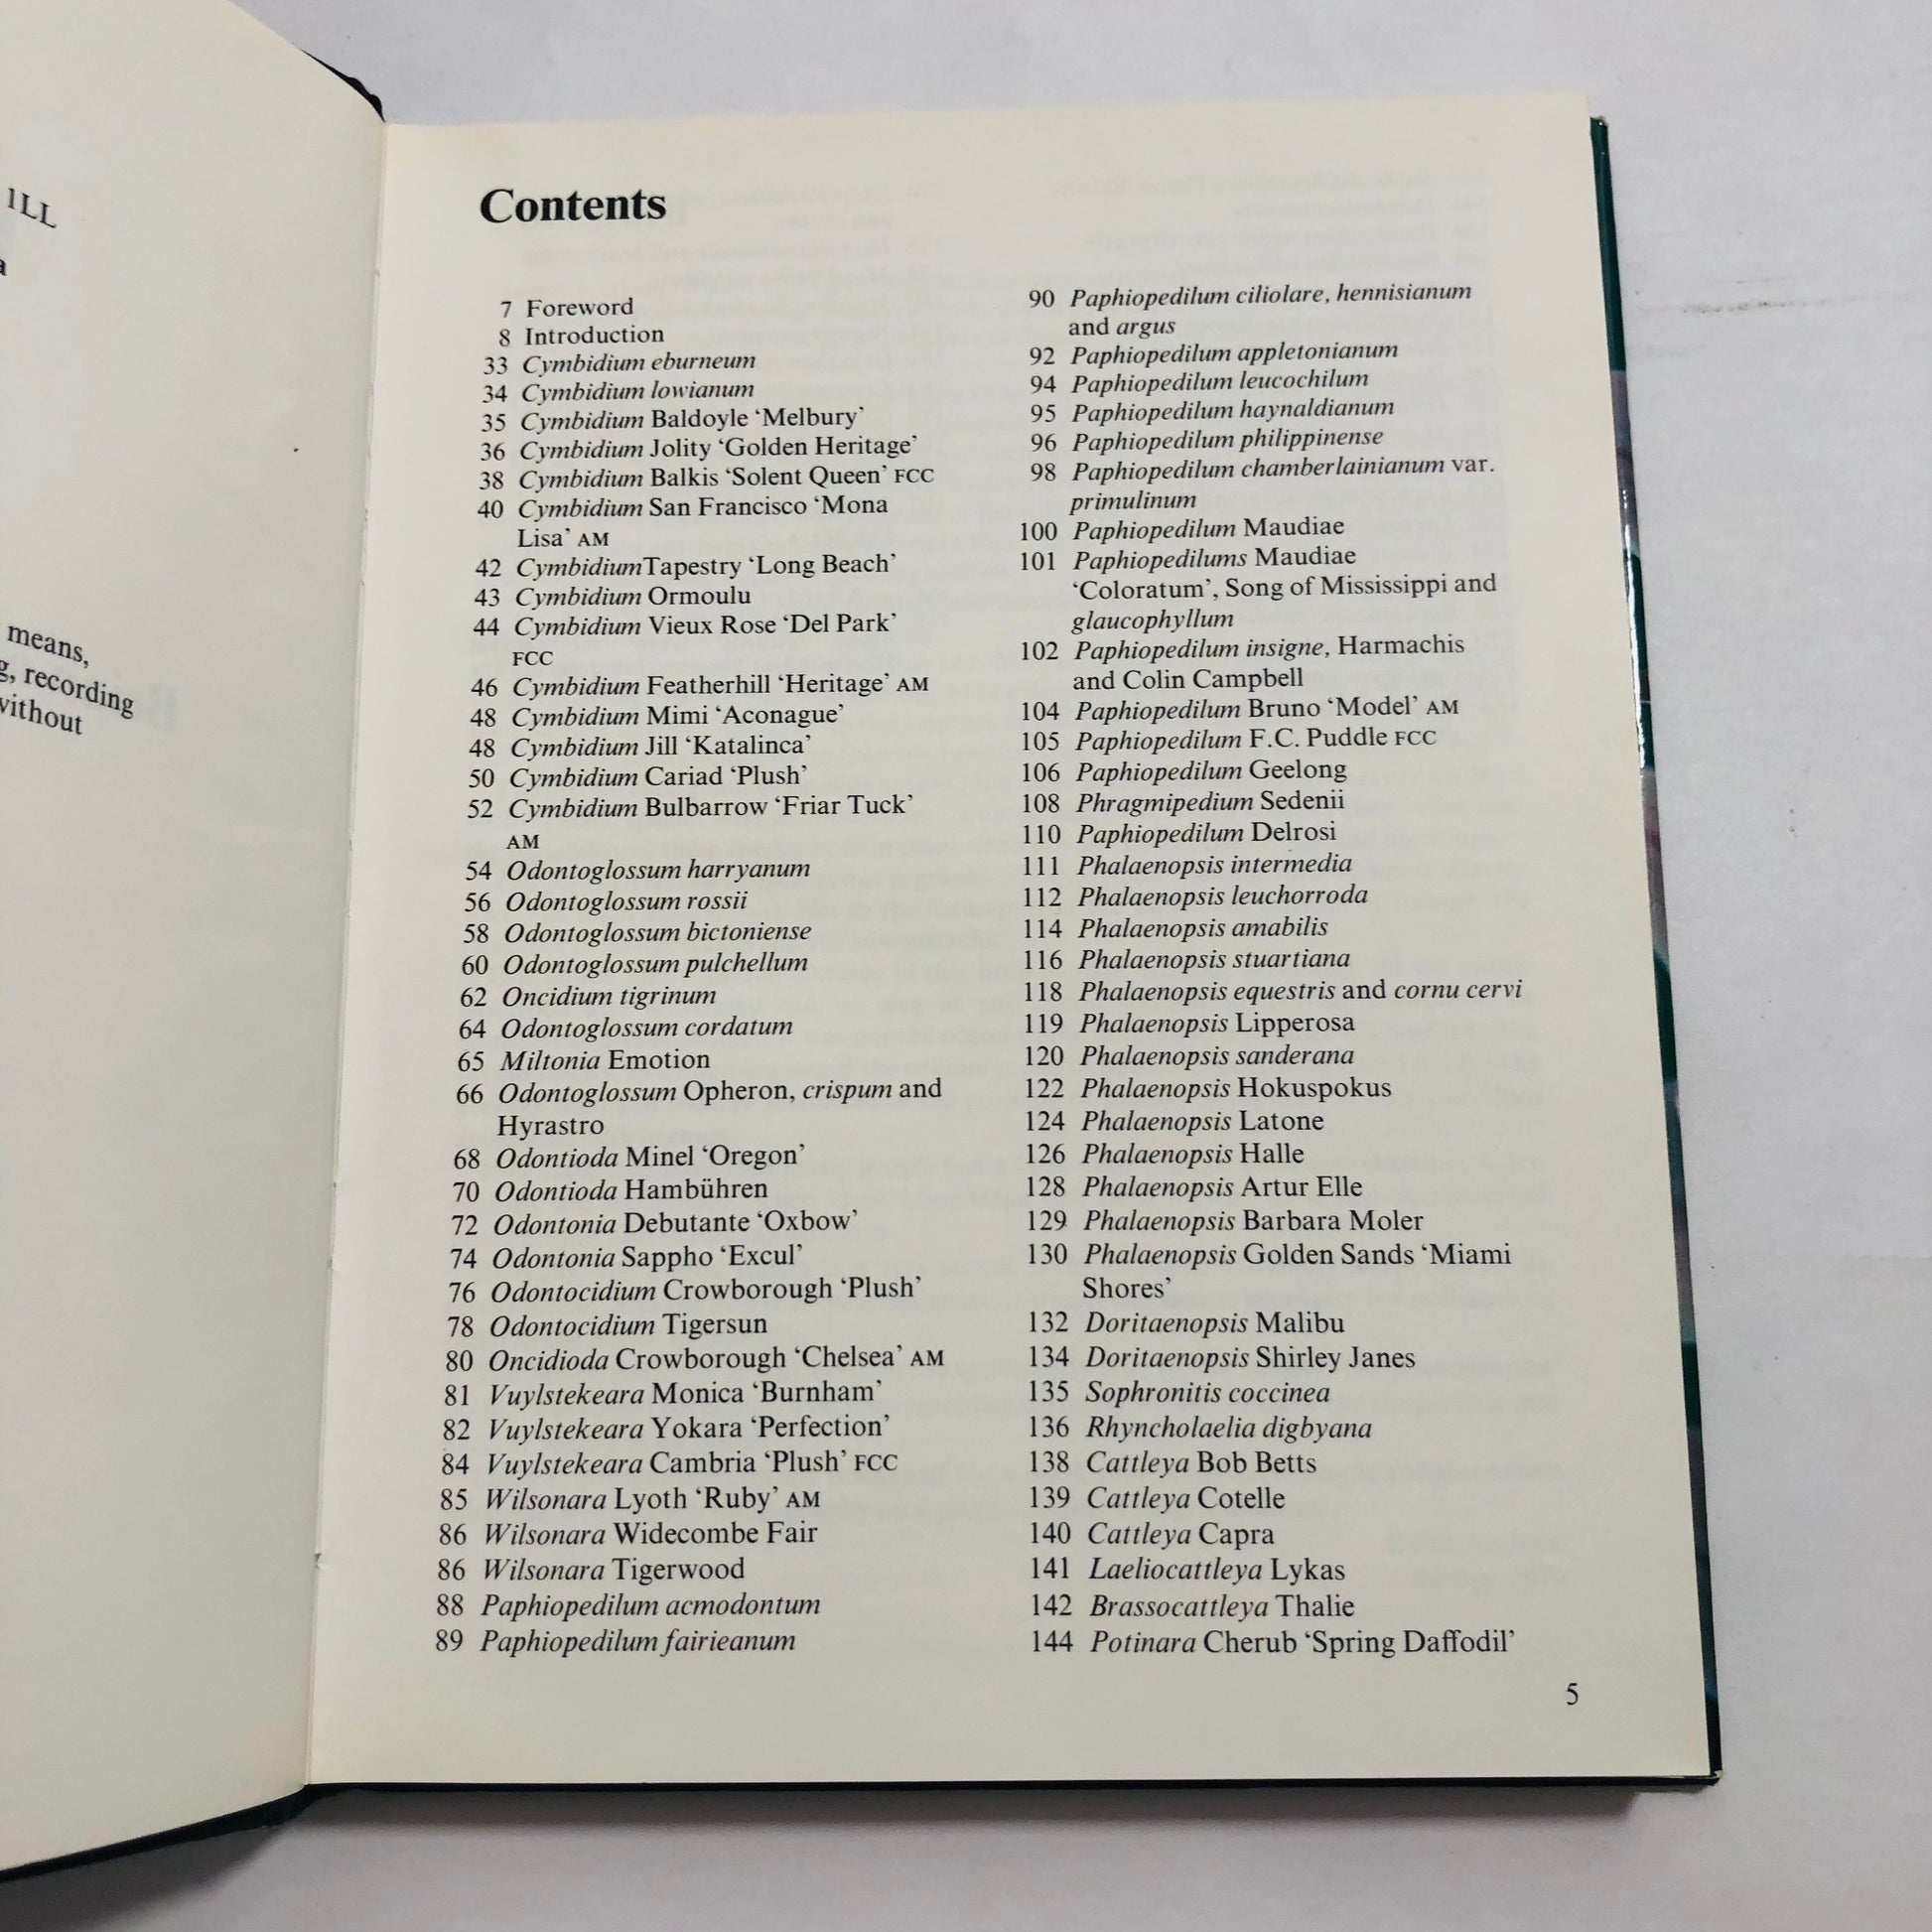 ILL
a
means,
g, recording
without
Contents
7 Foreword
8 Introduction
33 Cymbidium eburneum
34 Cymbidium lowianum
35 Cymbidium Baldoyle ‘Melbury’
36 Cymbidium Jolity ‘Golden Heritage’
38 Cymbidium Balkis ‘Solent Queen’ FCC
40 Cymbidium San Francisco ‘Mona
Lisa’ AM
42 CymbidiumTapestry ‘Long Beach’
43 Cymbidium Ormoulu
44 Cymbidium Vieux Rose ‘Del Park’
FCC
46 Cymbidium Featherhill ‘Heritage’ AM
48 Cymbidium Mimi ‘Aconague’
48 Cymbidium Jill ‘Katalinca’
50 Cymbidium Cariad ‘Plush’
52 Cymbidium Bulbarrow ‘Friar Tuck’
AM
54 Odontoglossum harryanum
56 Odontoglossum rossii
58 Odontoglossum bictoniense
60 Odontoglossum pulchellum
62 Oncidium tigrinum
64 Odontoglossum cordatum
65 Miltonia Emotion
66 Odontoglossum Opheron, crispum and
Hyrastro
68 Odontioda Minel ‘Oregon’
70 Odontioda Hambühren
72 Odontonia Debutante ‘Oxbow’
74 Odontonia Sappho ‘Excul’
76 Odontocidium Crowborough ‘Plush’
78 Odontocidium Tigersun
80 Oncidioda Crowborough ‘Chelsea’ AM
81 Vuylstekeara Monica ‘Burnham’
82 Vuylstekeara Yokara ‘Perfection’
84 Vuylstekeara Cambria ‘Plush’ FCC
85 Wilsonara Lyoth ‘Ruby’ AM
86 Wilsonara Widecombe Fair
86 Wilsonara Tigerwood
88 Paphiopedilum acmodontum
89 Paphiopedilum fairieanum
90 Paphiopedilum ciliolare, hennisianum
and argus
92 Paphiopedilum appletonianum
94 Paphiopedilum leucochilum
95 Paphiopedilum haynaldianum
96 Paphiopedilum philippinense
98 Paphiopedilum chamberlainianum var.
primulinum
100 Paphiopedilum Maudiae
101 Paphiopedilums Maudiae
‘Coloratum’, Song of Mississippi and
glaucophyllum
102 Paphiopedilum insigne, Harmachis
and Colin Campbell
104 Paphiopedilum Bruno ‘Model’ AM
105 Paphiopedilum F.C. Puddle FCC
106 Paphiopedilum Geelong
108 Phragmipedium Sedenii
110 Paphiopedilum Delrosi
111 Phalaenopsis intermedia
112 Phalaenopsis leuchorroda
114 Phalaenopsis amabilis
116 Phalaenopsis stuartiana
118 Phalaenopsis equestris and cornu cervi
119 Phalaenopsis Lipperosa
120 Phalaenopsis sanderana
122 Phalaenopsis Hokuspokus
124 Phalaenopsis Latone
126 Phalaenopsis Halle
128 Phalaenopsis Artur Elle
129 Phalaenopsis Barbara Moler
130 Phalaenopsis Golden Sands ‘Miami
Shores’
132 Doritaenopsis Malibu
134 Doritaenopsis Shirley Janes
135 Sophronitis coccinea
136 Rhyncholaelia digbyana
138 Cattleya Bob Betts
139 Cattleya Cotelle
140 Cattleya Capra
141 Laeliocattleya Lykas
142 Brassocattleya Thalie
144 Potinara Cherub ‘Spring Daffodil’
5